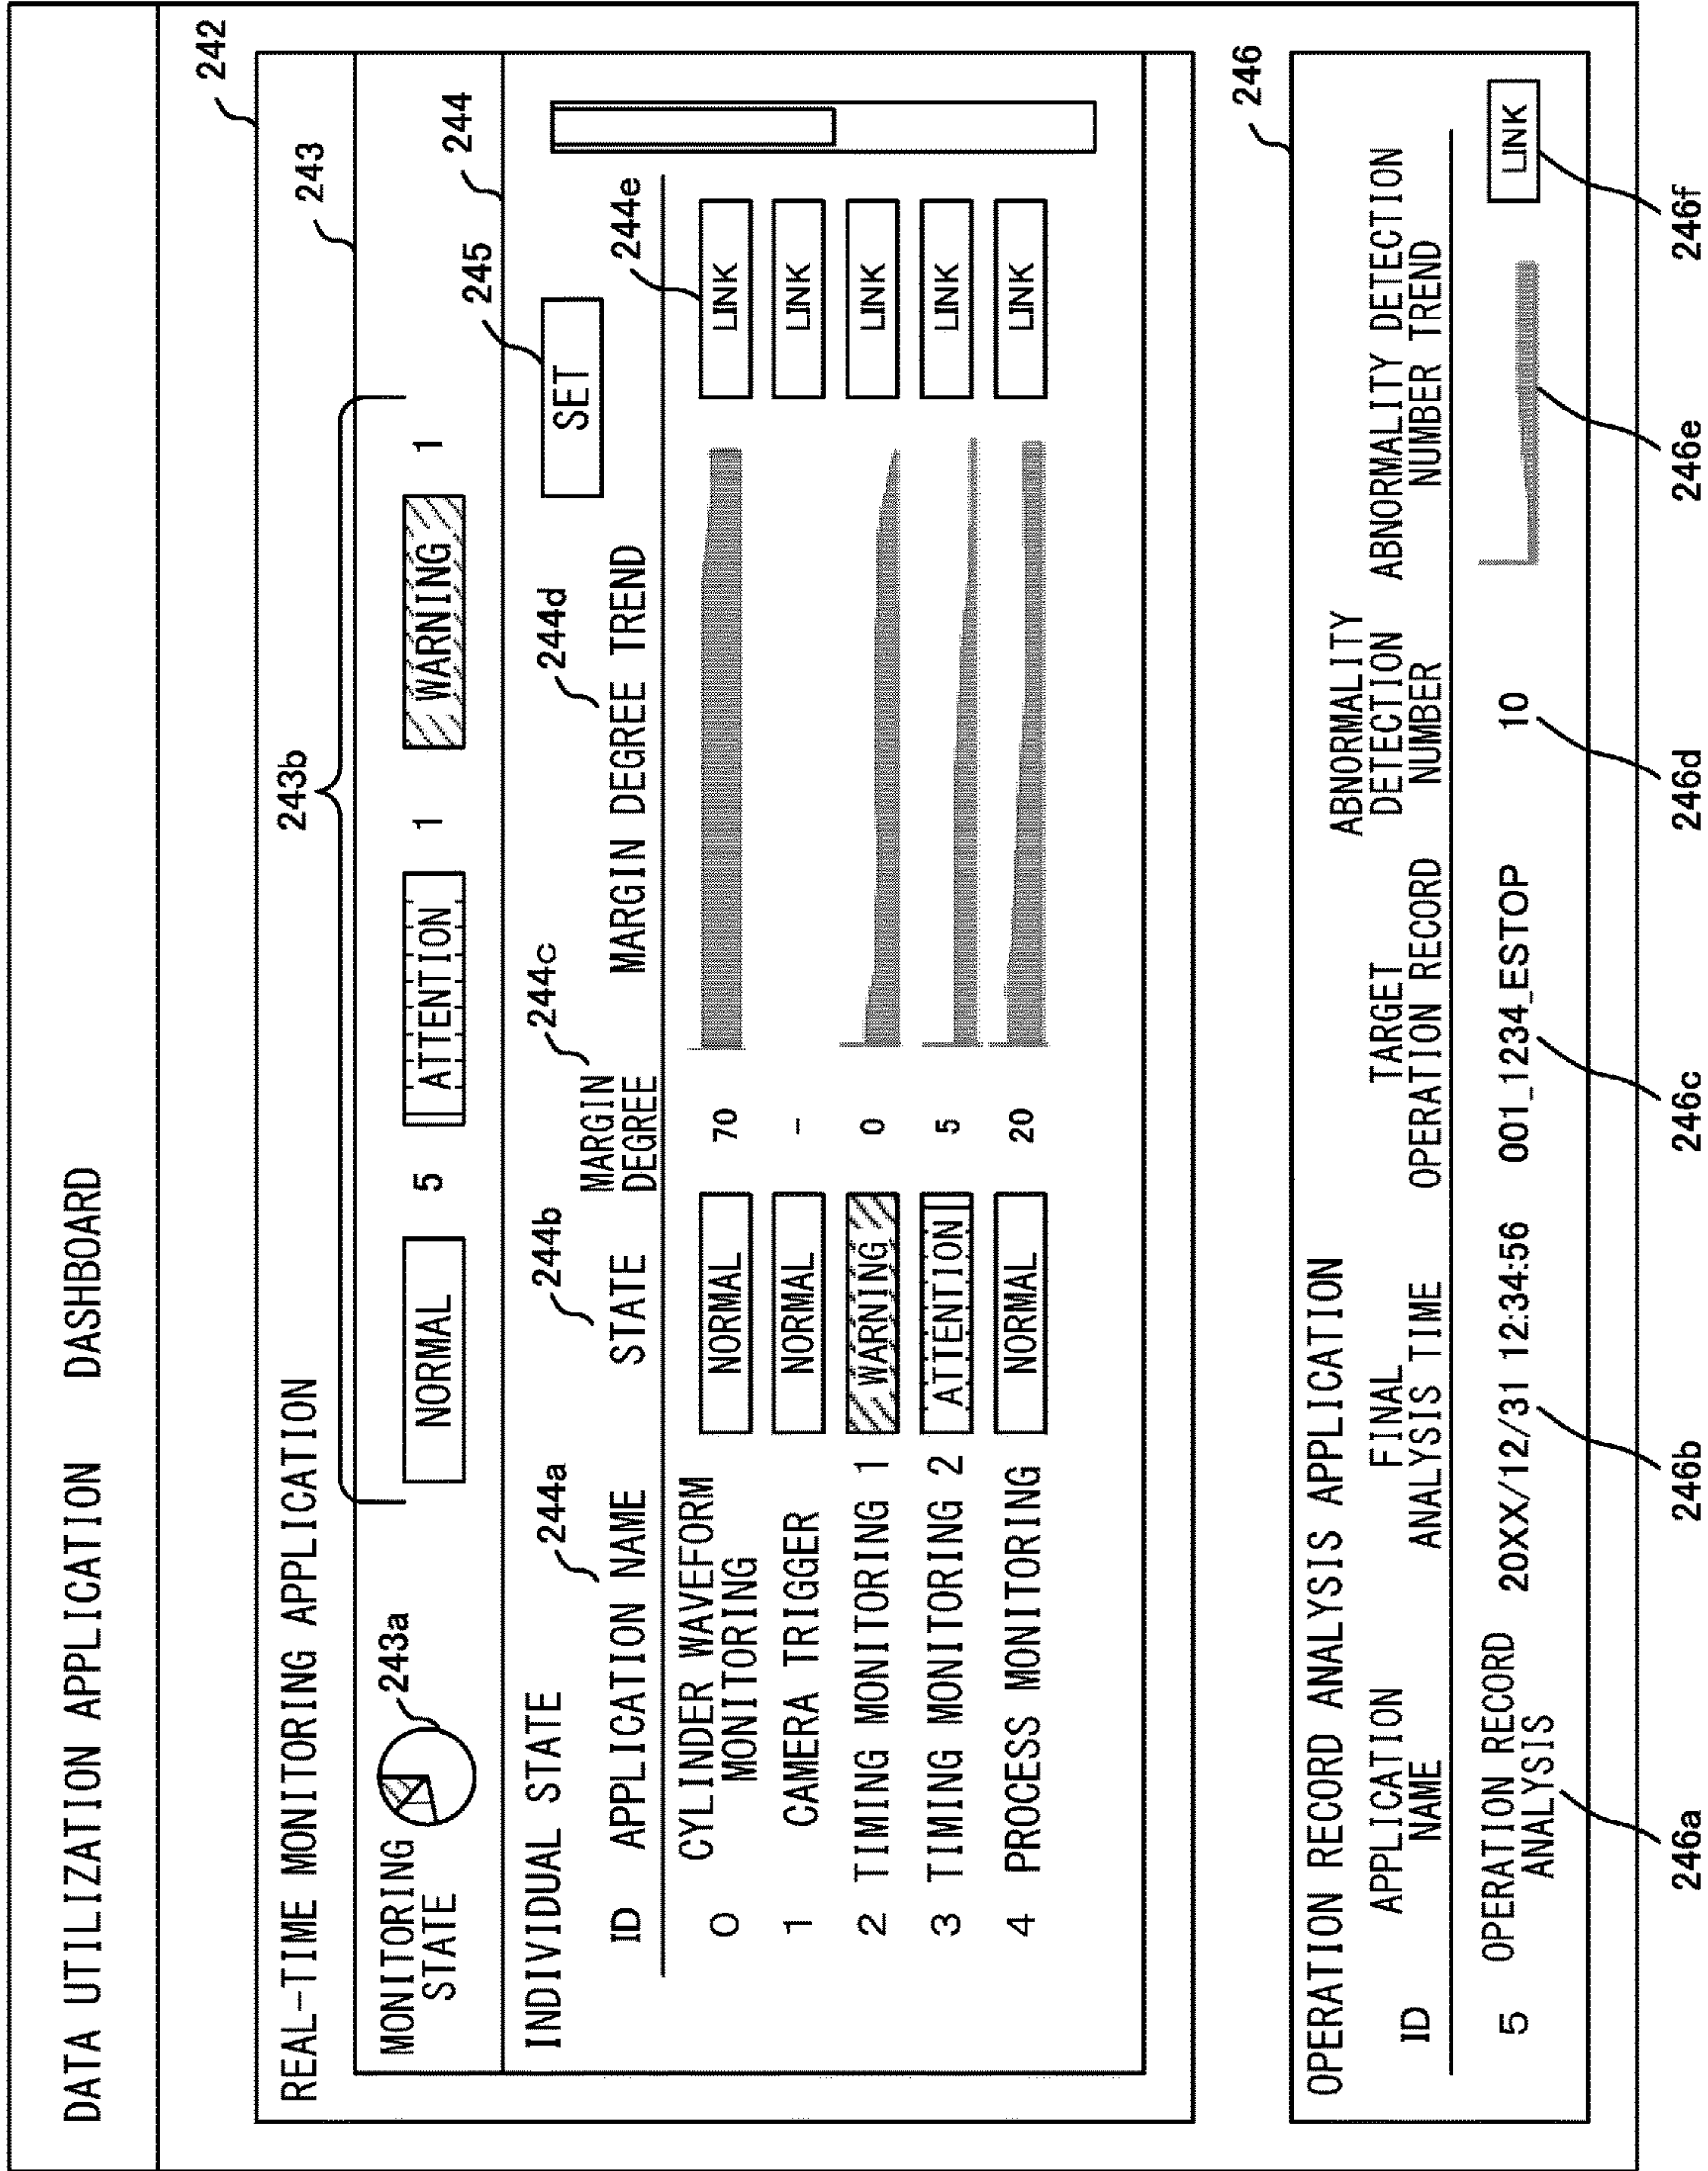 DATA UTILIZATION APPLICATION DASHBOARD
242
REAL-TIME MONITORING APPLICATION
243
243b
MONITORING
STATE
243a
NORMAL 5 ATTENTION 1 WARNING 1
244
INDIVIDUAL STATE
245
SET
244a 244b 244c 244d 244e
ID APPLICATION NAME STATE MARGIN
DEGREE MARGIN DEGREE TREND
0 CYLINDER WAVEFORM
MONITORING NORMAL 70 LINK
1 CAMERA TRIGGER NORMAL - LINK
2 TIMING MONITORING 1 WARNING 0 LINK
3 TIMING MONITORING 2 ATTENTION 5 LINK
4 PROCESS MONITORING NORMAL 20 LINK
246
OPERATION RECORD ANALYSIS APPLICATION
ID
APPLICATION
NAME
FINAL
ANALYSIS TIME
TARGET
OPERATION RECORD
ABNORMALITY
DETECTION
NUMBER
ABNORMALITY DETECTION
NUMBER TREND
5 OPERATION RECORD
ANALYSIS 20XX/12/31 12:34:56 001_1234_ESTOP 10 LINK
246a 246b 246c 246d 246e 246f